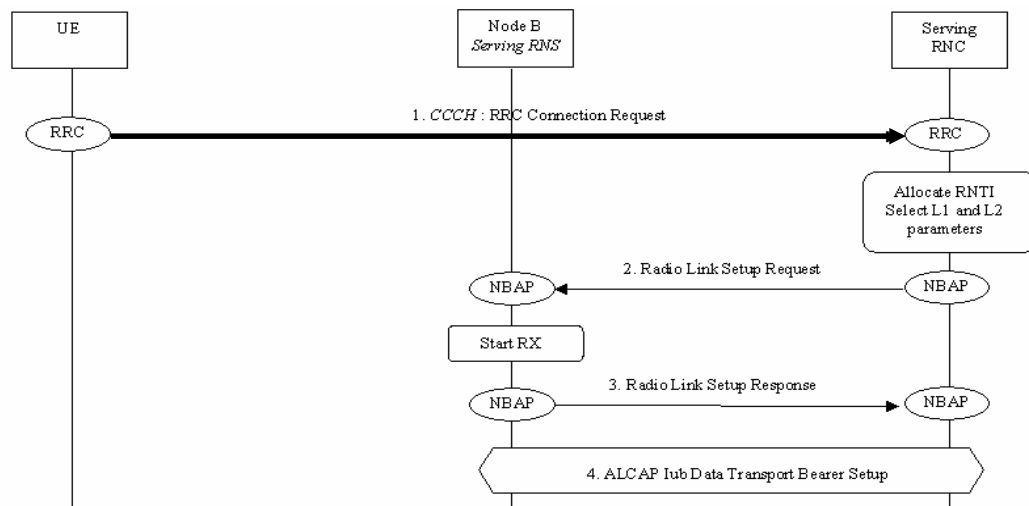 UE
Node B
Serving RNS
Serving
RNC
1. CCCH : RRC Connection Request
RRC
RRC
Allocate RNTI
Select L1 and L2
parameters
2. Radio Link Setup Request
NBAP
NBAP
Start RX
3. Radio Link Setup Response
NBAP
NBAP
4. ALCAP Iub Data Transport Bearer Setup